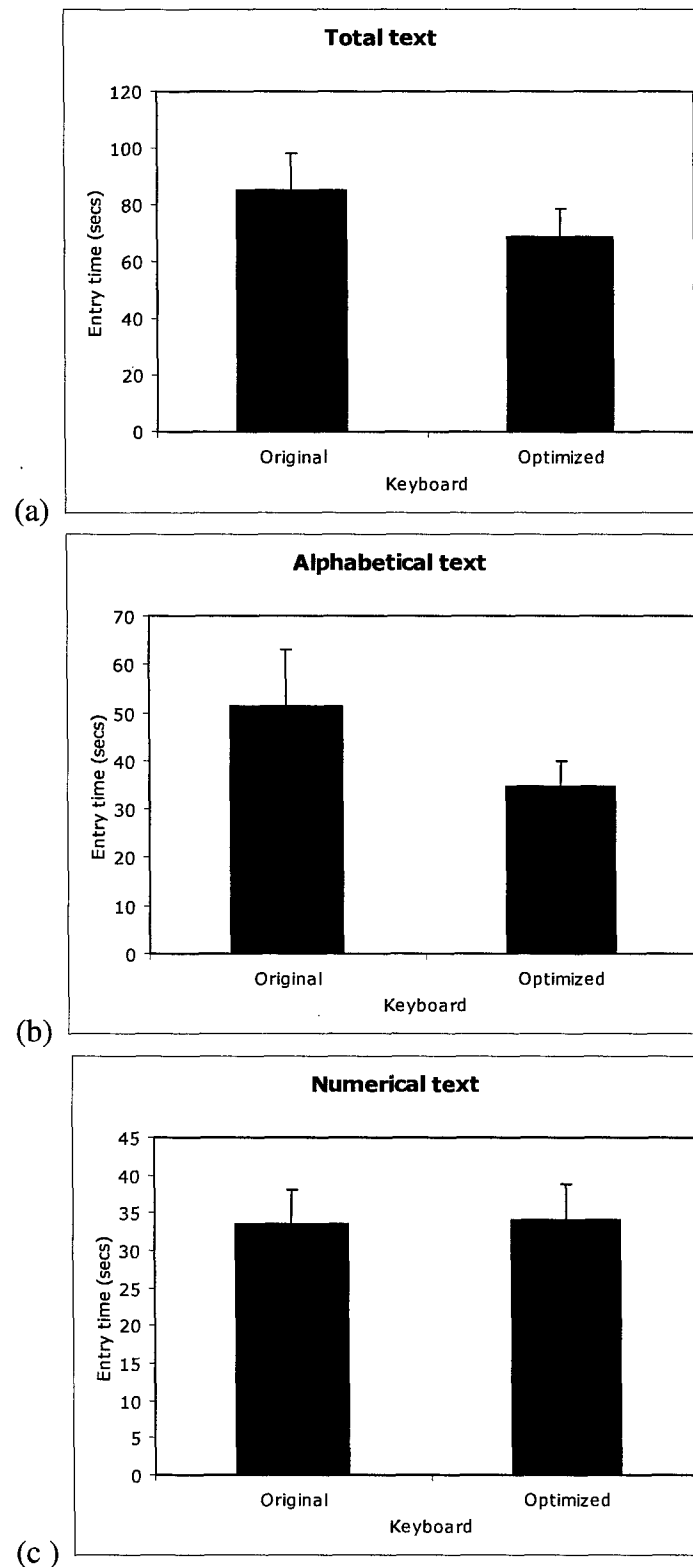 Total text
120
100
80
60
40
20
0
Entry time (secs)
Original Optimized
Keyboard
(a)
Alphabetical text
70
60
50
40
30
20
10
0
Entry time (secs)
Original Optimized
Keyboard
(b)
Numerical text
45
40
35
30
25
20
15
10
5
0
Entry time (secs)
Original Optimized
Keyboard
(c )